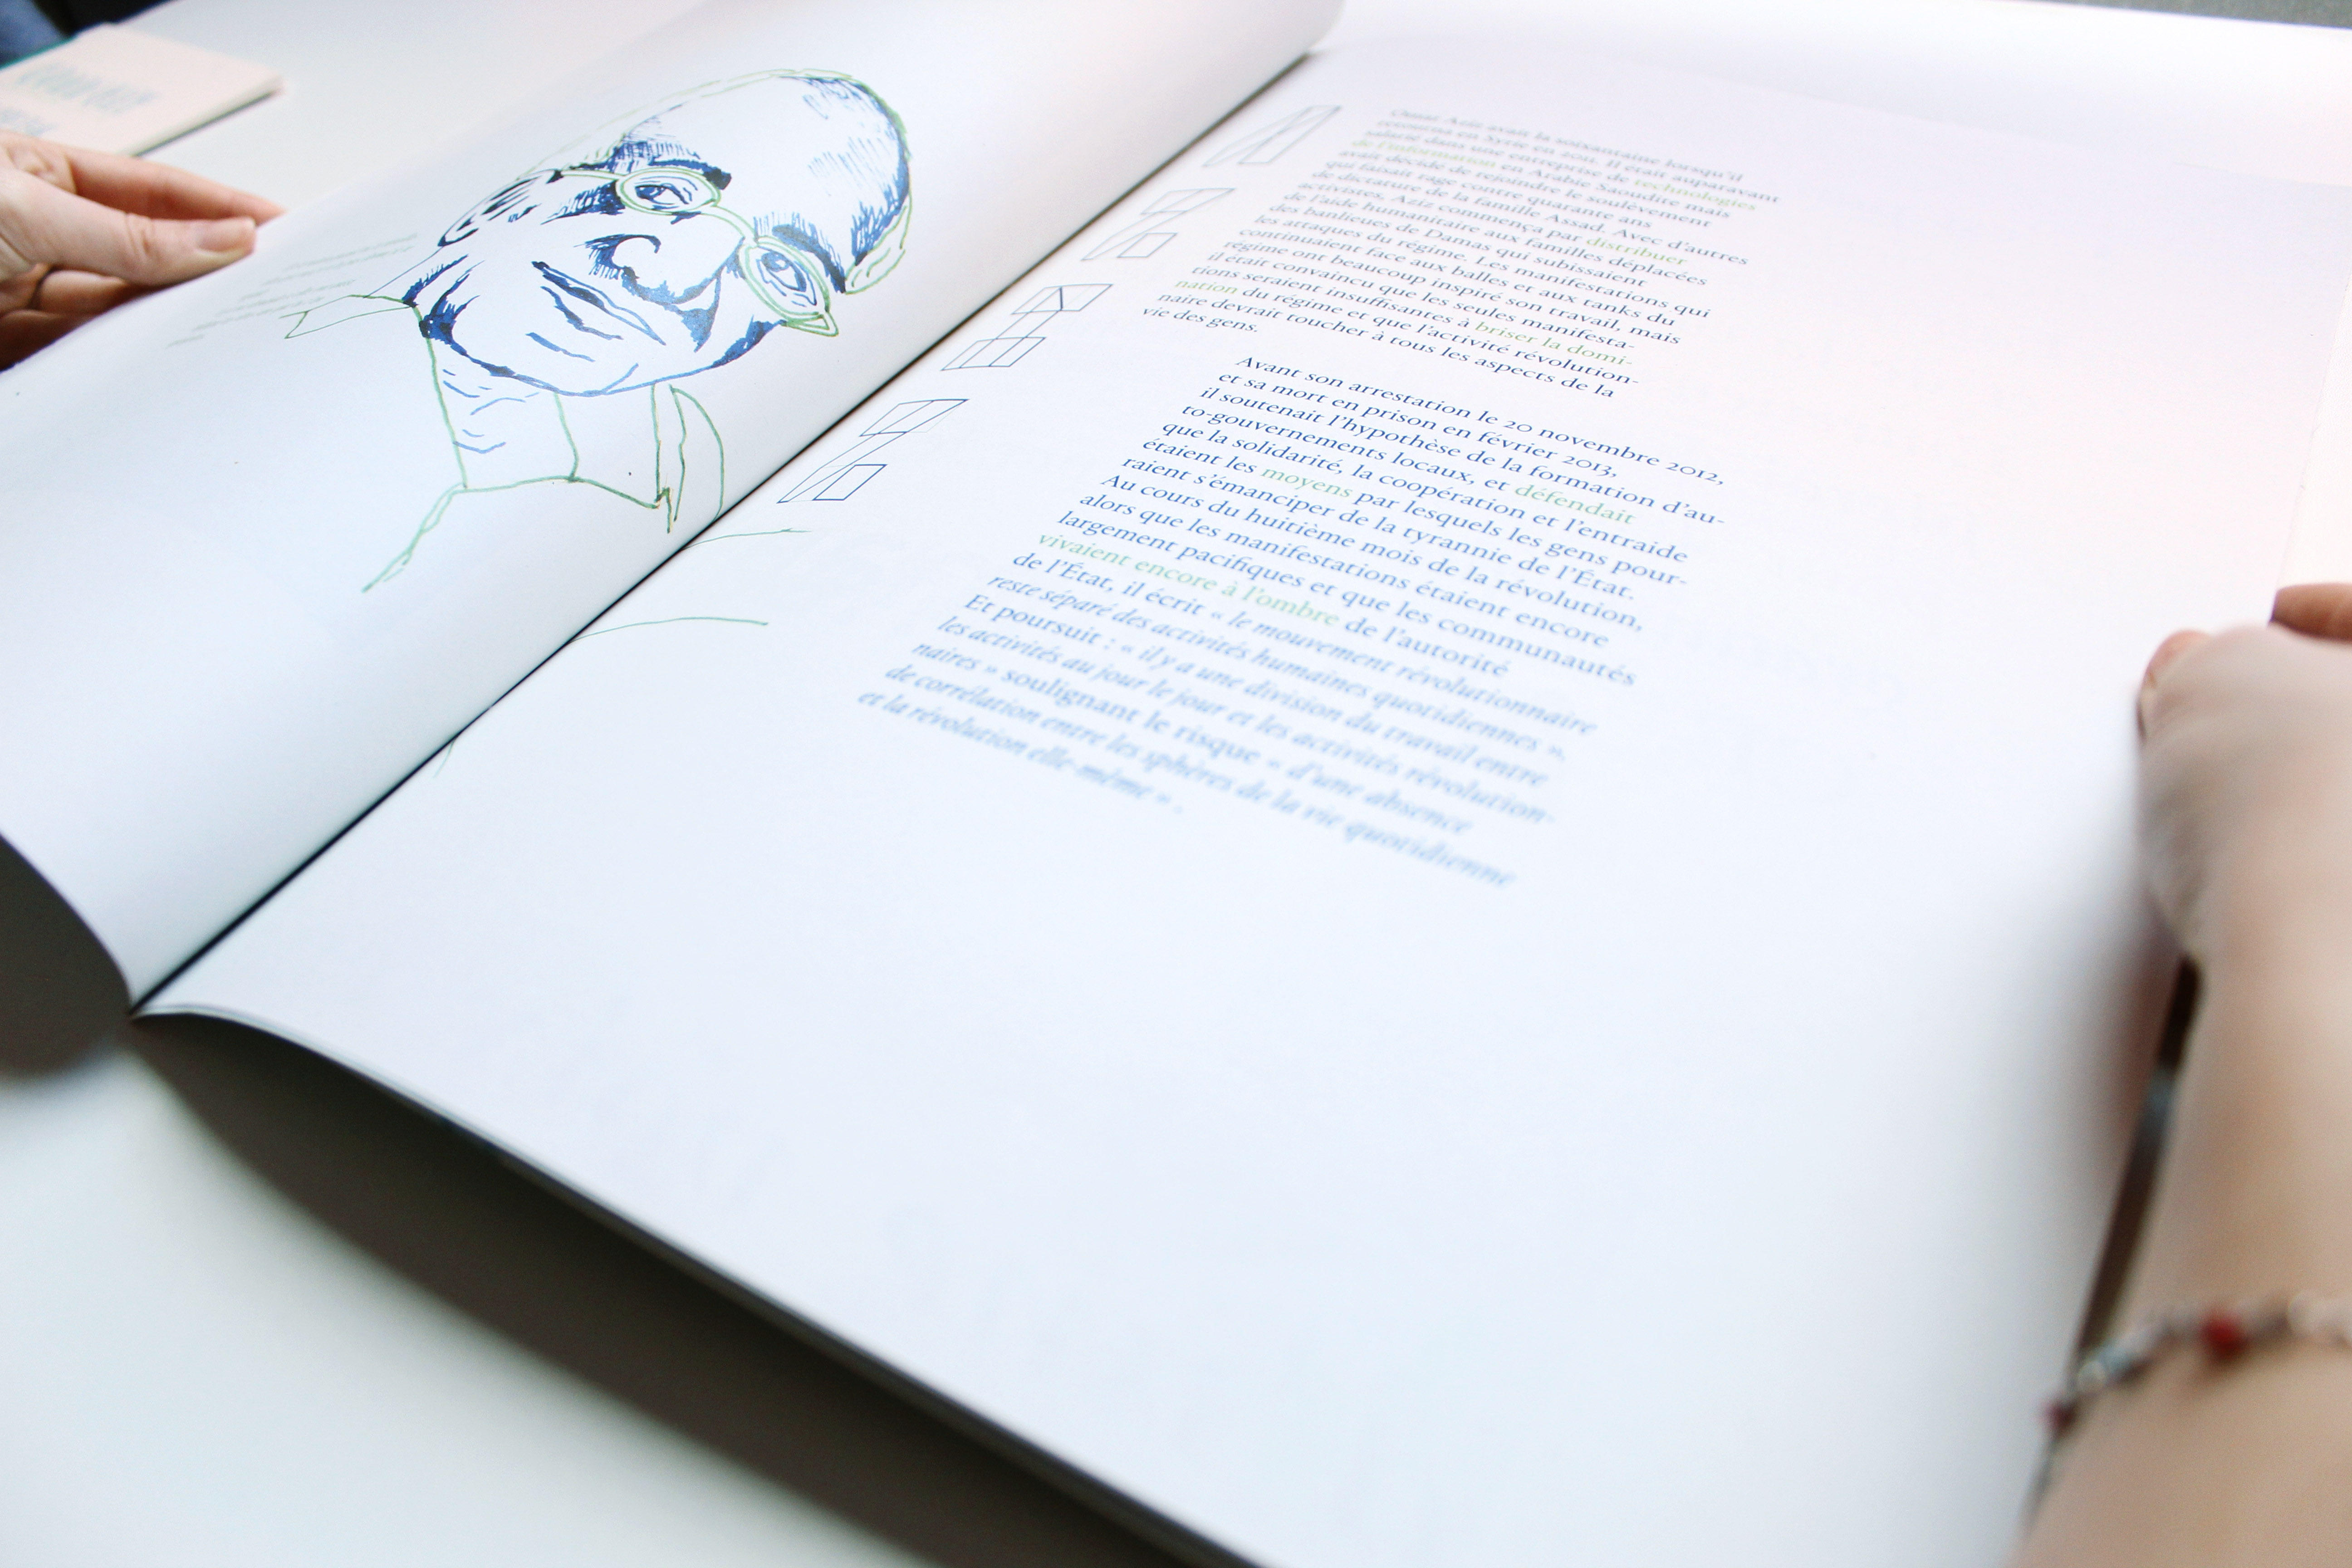 Omar Aziz avait la soixantaine lorsqu'il
retourna en Syrie en 2011. Il était auparavant
salarié dans une entreprise de technologies
de l'information en Arabie Saoudite mais
avait décidé de rejoindre le soulèvement
qui faisait rage contre quarante ans
de dictature de la famille Assad. Avec d'autres
activistes, Aziz commença par distribuer
de l'aide humanitaire aux familles déplacées
des banlieues de Damas qui subissaient
les attaques du régime. Les manifestations qui
continuaient face aux balles et aux tanks du
régime ont beaucoup inspiré son travail, mais
il était convaincu que les seules manifesta-
tions seraient insuffisantes à briser la domi-
nation du régime et que l'activité révolution-
naire devrait toucher à tous les aspects de la
vie des gens.
Avant son arrestation le 20 novembre 2012,
et sa mort en prison en février 2013,
il soutenait l'hypothèse de la formation d'au-
to-gouvernements locaux, et défendait
que la solidarité, la coopération et l'entraide
étaient les moyens par lesquels les gens pour-
raient s'émanciper de la tyrannie de l'État.
Au cours du huitième mois de la révolution,
alors que les manifestations étaient encore
largement pacifiques et que les communautés
vivaient encore à l'ombre de l'autorité
de l'État, il écrit « le mouvement révolutionnaire
reste séparé des activités humaines quotidiennes ».
Et poursuit : « il y a une division du travail entre
les activités au jour le jour et les activités révolution-
naires » soulignant le risque « d'une absence
de corrélation entre les sphères de la vie quotidienne
et la révolution elle-même ».